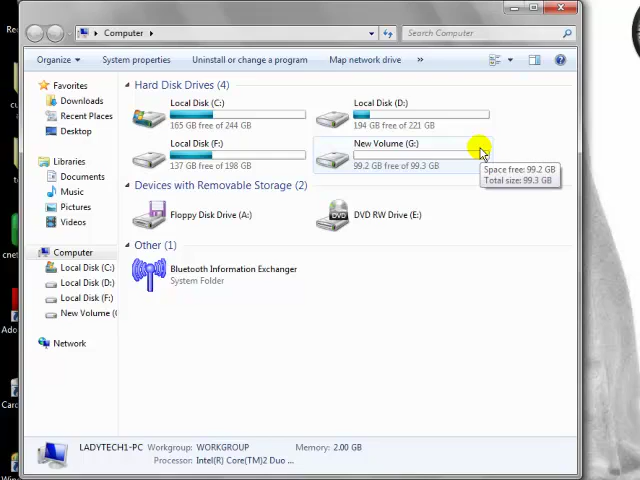 Computer
Search Computer
Organize
System properties
Uninstall or change a program
Map network drive
»
Favorites
Downloads
Recent Places
Desktop
Libraries
Documents
Music
Pictures
Videos
Computer
Local Disk (C:)
Local Disk (D:)
Local Disk (F:)
New Volume (
Network
Hard Disk Drives (4)
Local Disk (C:)
165 GB free of 244 GB
Local Disk (D:)
194 GB free of 221 GB
Local Disk (F:)
137 GB free of 198 GB
New Volume (G:)
99.2 GB free of 99.3 GB
Space free: 99.2 GB
Total size: 99.3 GB
Devices with Removable Storage (2)
Floppy Disk Drive (A:)
DVD
DVD RW Drive (E:)
Other (1)
Bluetooth Information Exchanger
System Folder
LADYTECH1-PC
Workgroup: WORKGROUP
Memory: 2.00 GB
Processor: Intel(R) Core(TM)2 Duo ...